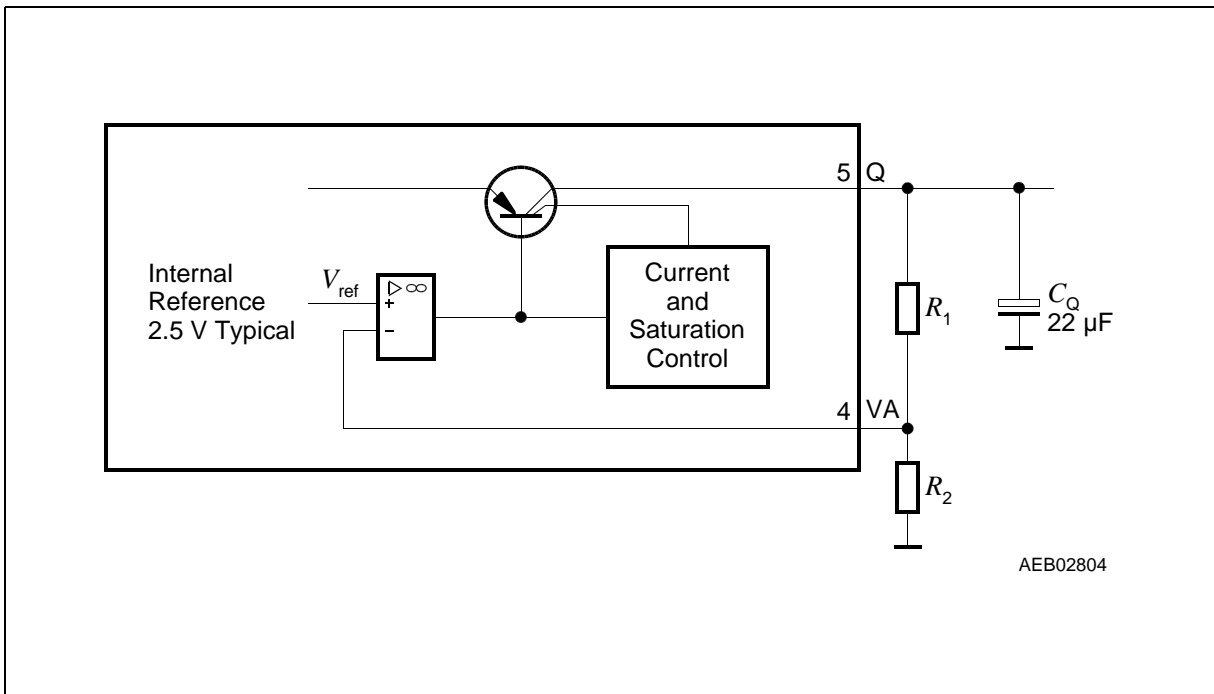 5 Q
Internal
Reference
2.5 V Typical
Vref
▷ ∞
+
−
Current
and
Saturation
Control
R1
CQ
22 µF
4 VA
R2
AEB02804